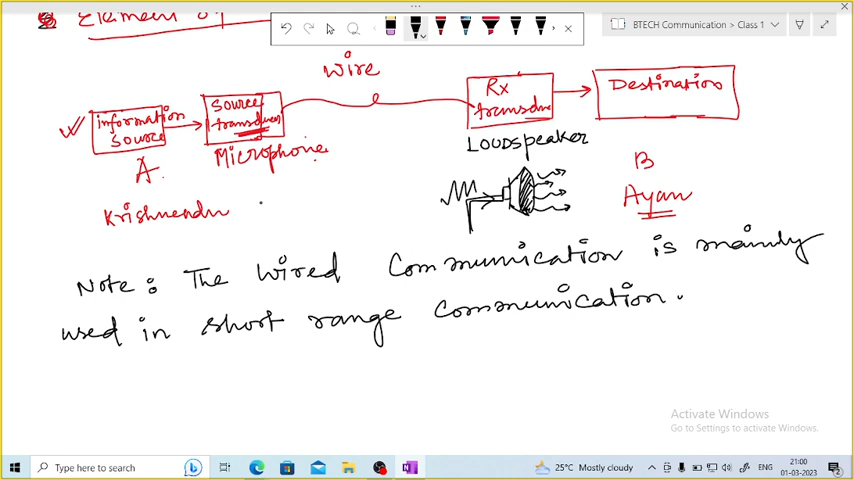 Element of
BTECH Communication > Class 1
Wire
Information Source
Source transducer
Rx transdu
Destination
Microphone
Loudspeaker
A
B
Krishnendu
Ayan
Note: The Wired Communication is mainly
used in short range communication.
Activate Windows
Go to Settings to activate Windows.
Type here to search
25°C Mostly cloudy
ENG
21:00
01-03-2023
2